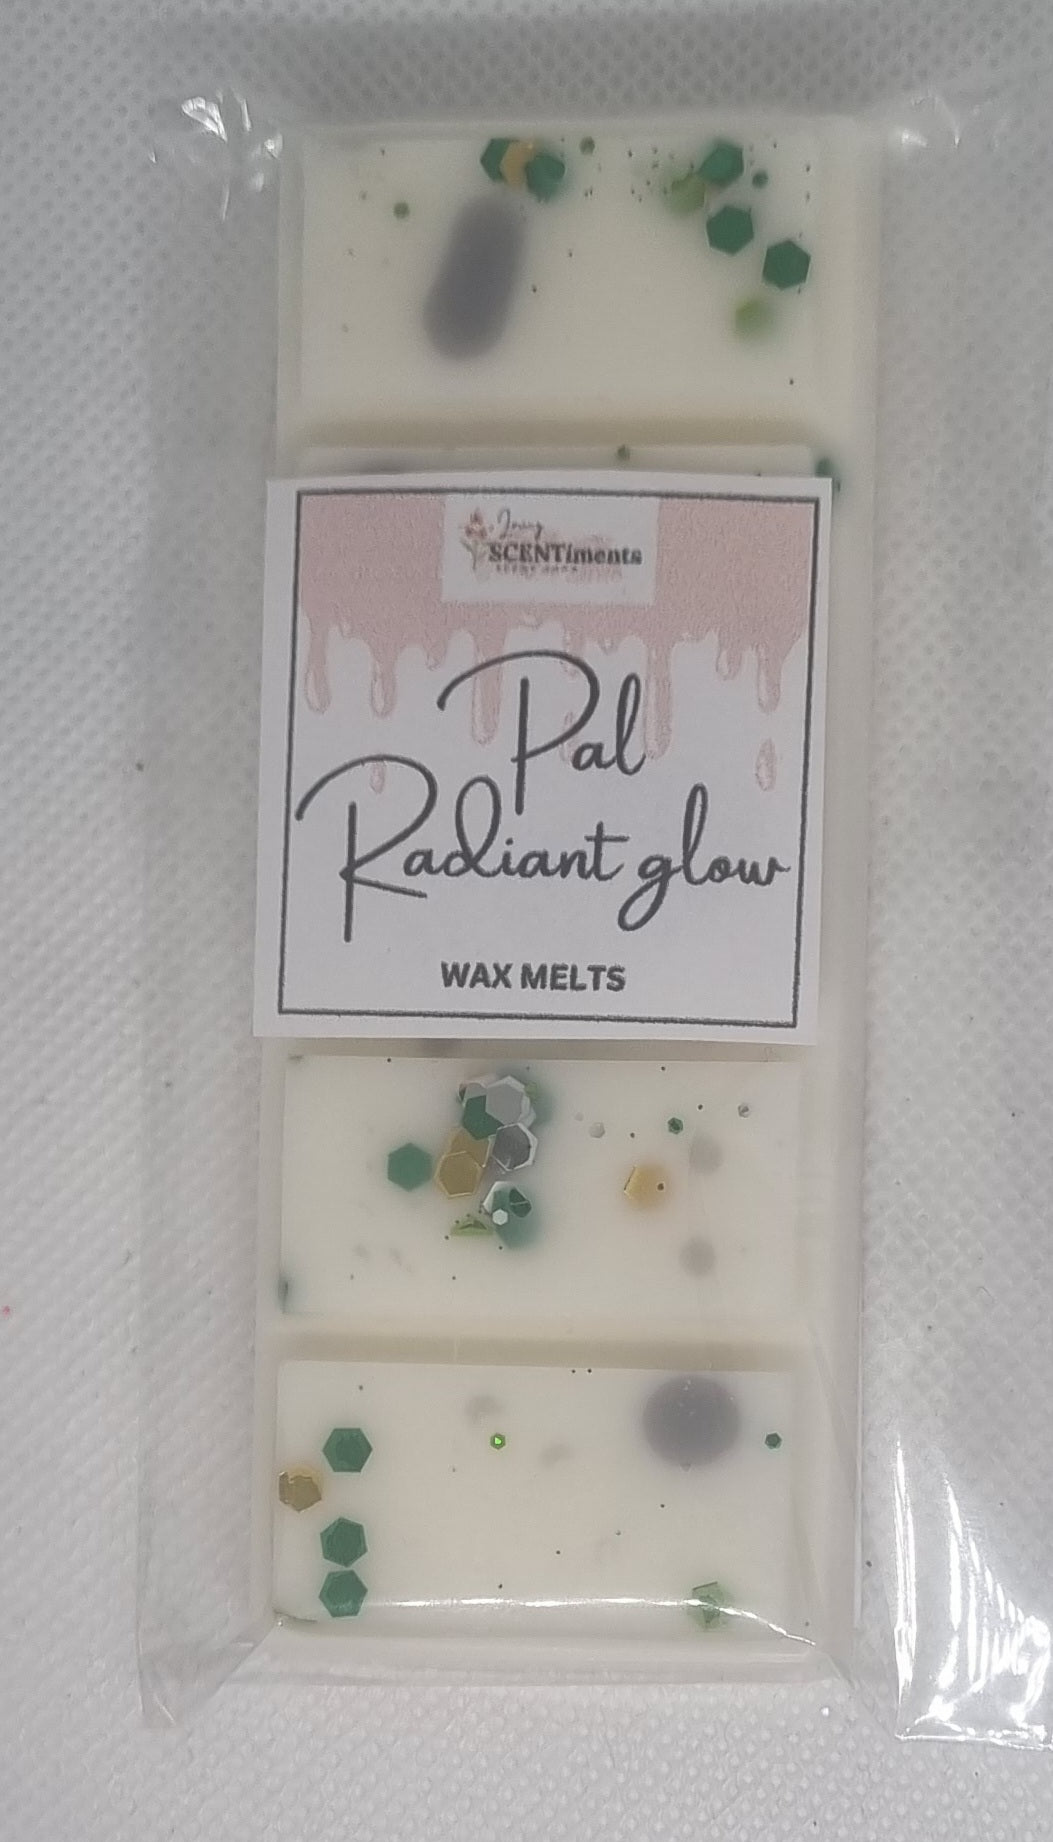 SCENTiments
Pal
Radiant glow
WAX MELTS